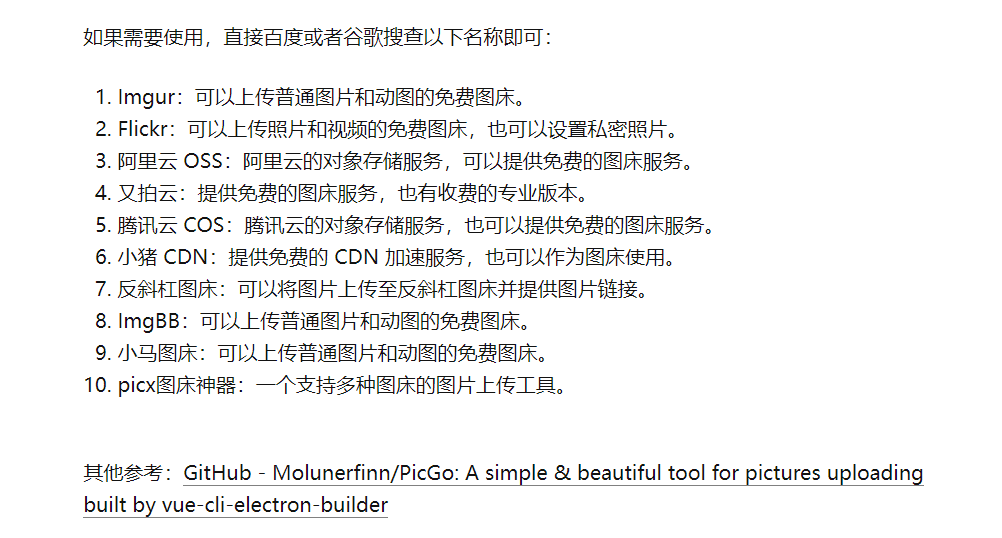 如果需要使用，直接百度或者谷歌搜查以下名称即可：
1. Imgur：可以上传普通图片和动图的免费图床。
2. Flickr：可以上传照片和视频的免费图床，也可以设置私密照片。
3. 阿里云 OSS：阿里云的对象存储服务，可以提供免费的图床服务。
4. 又拍云：提供免费的图床服务，也有收费的专业版本。
5. 腾讯云 COS：腾讯云的对象存储服务，也可以提供免费的图床服务。
6. 小猪 CDN：提供免费的 CDN 加速服务，也可以作为图床使用。
7. 反斜杠图床：可以将图片上传至反斜杠图床并提供图片链接。
8. ImgBB：可以上传普通图片和动图的免费图床。
9. 小马图床：可以上传普通图片和动图的免费图床。
10. picx图床神器：一个支持多种图床的图片上传工具。
其他参考：GitHub - Molunerfinn/PicGo: A simple & beautiful tool for pictures uploading
built by vue-cli-electron-builder